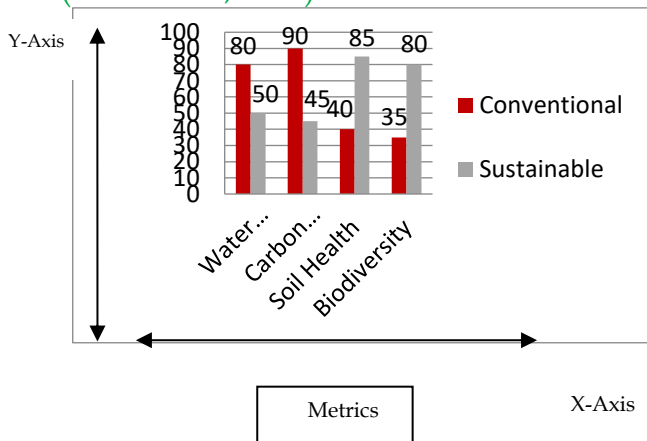 Y-Axis
100
90
80
70
60
50
40
30
20
10
0
80
50
90
45
40
85
35
80
Conventional
Sustainable
Water...
Carbon...
Soil Health
Biodiversity
Metrics
X-Axis